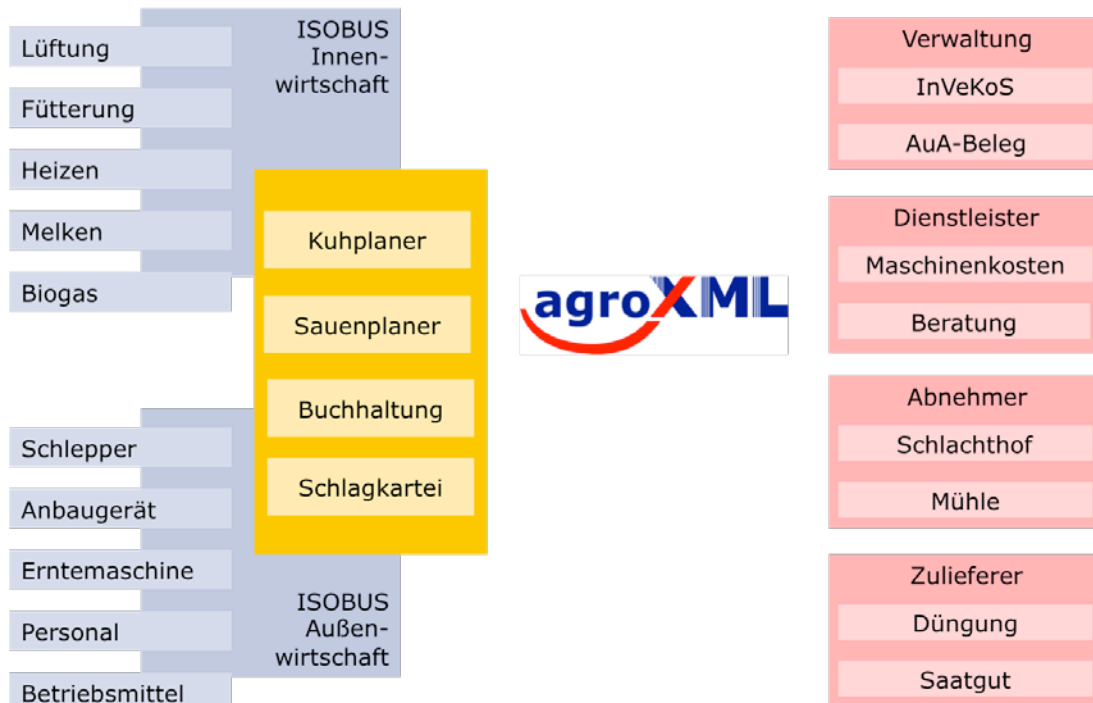 Lüftung
Fütterung
Heizen
Melken
Biogas
ISOBUS
Innen-
wirtschaft
Kuhplaner
Sauenplaner
Buchhaltung
Schlagkartei
Schlepper
Anbaugerät
Erntemaschine
Personal
Betriebsmittel
ISOBUS
Außen-
wirtschaft
agroXML
Verwaltung
InVeKoS
AuA-Beleg
Dienstleister
Maschinenkosten
Beratung
Abnehmer
Schlachthof
Mühle
Zulieferer
Düngung
Saatgut